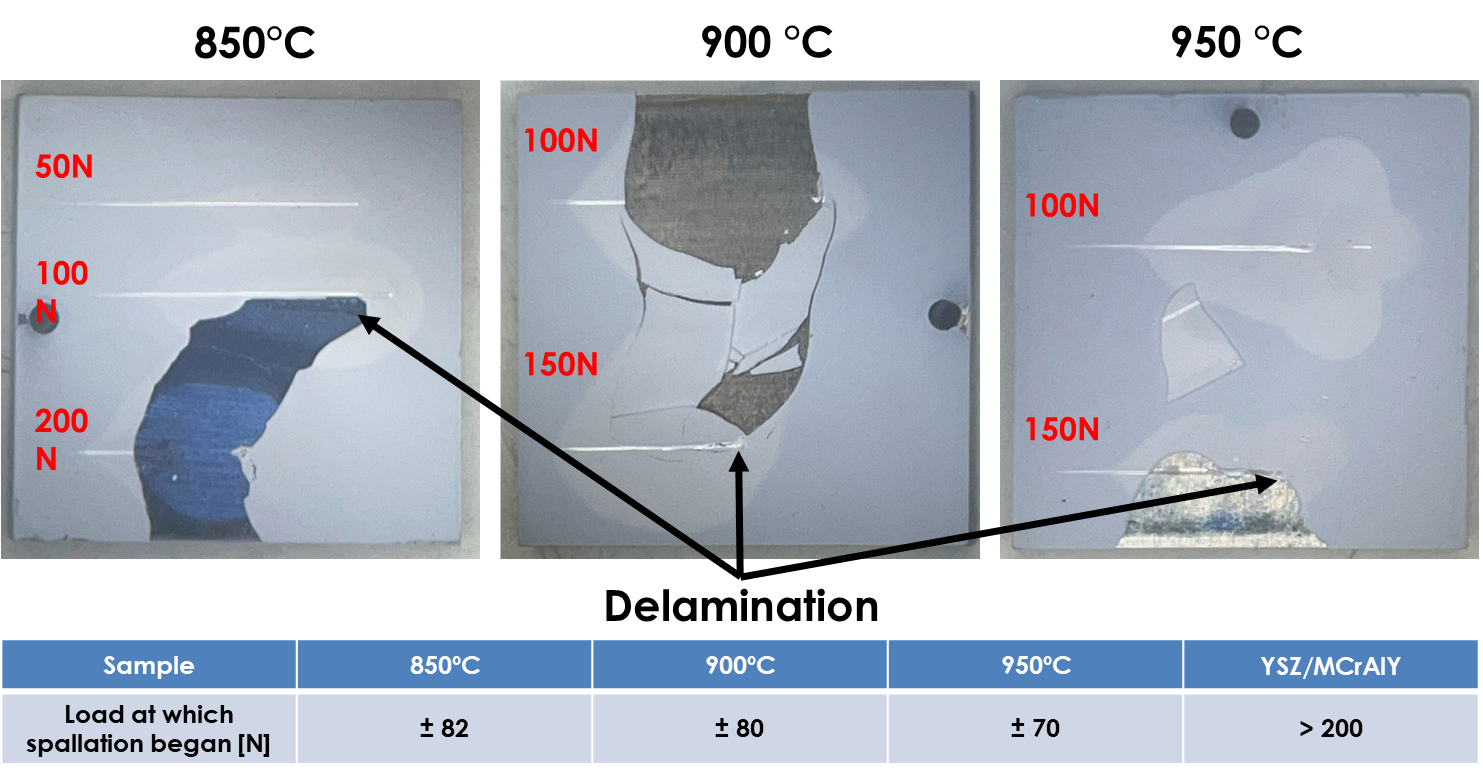 850°C
900 °C
950 °C
50N
100
N
200
N
100N
150N
100N
150N
Delamination
Sample
850ºC
900ºC
950ºC
YSZ/MCrAlY
Load at which
spallation began [N]
± 82
± 80
± 70
> 200